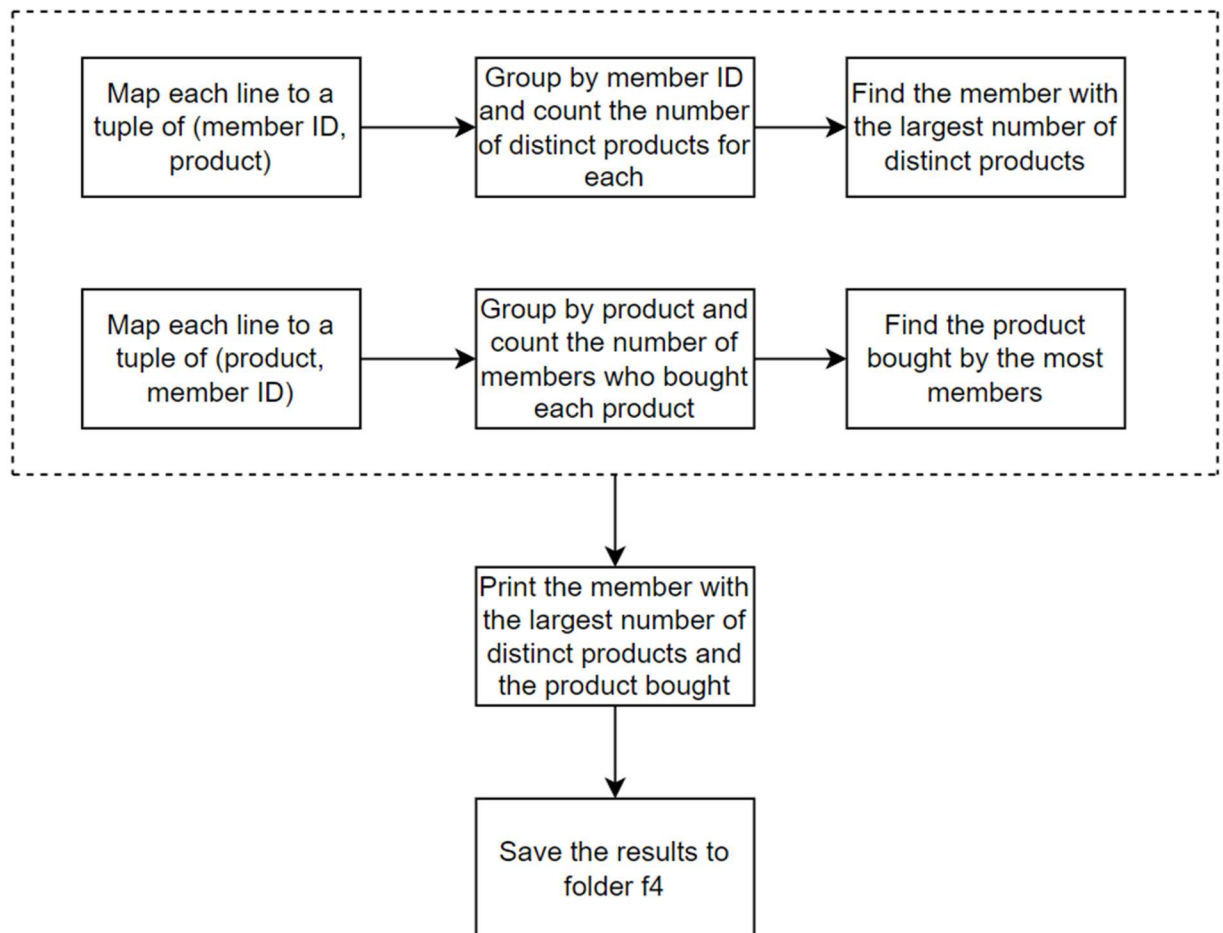 Map each line to a
tuple of (member ID,
product)
Group by member ID
and count the number
of distinct products for
each
Find the member with
the largest number of
distinct products
Map each line to a
tuple of (product,
member ID)
Group by product and
count the number of
members who bought
each product
Find the product
bought by the most
members
Print the member with
the largest number of
distinct products and
the product bought
Save the results to
folder f4